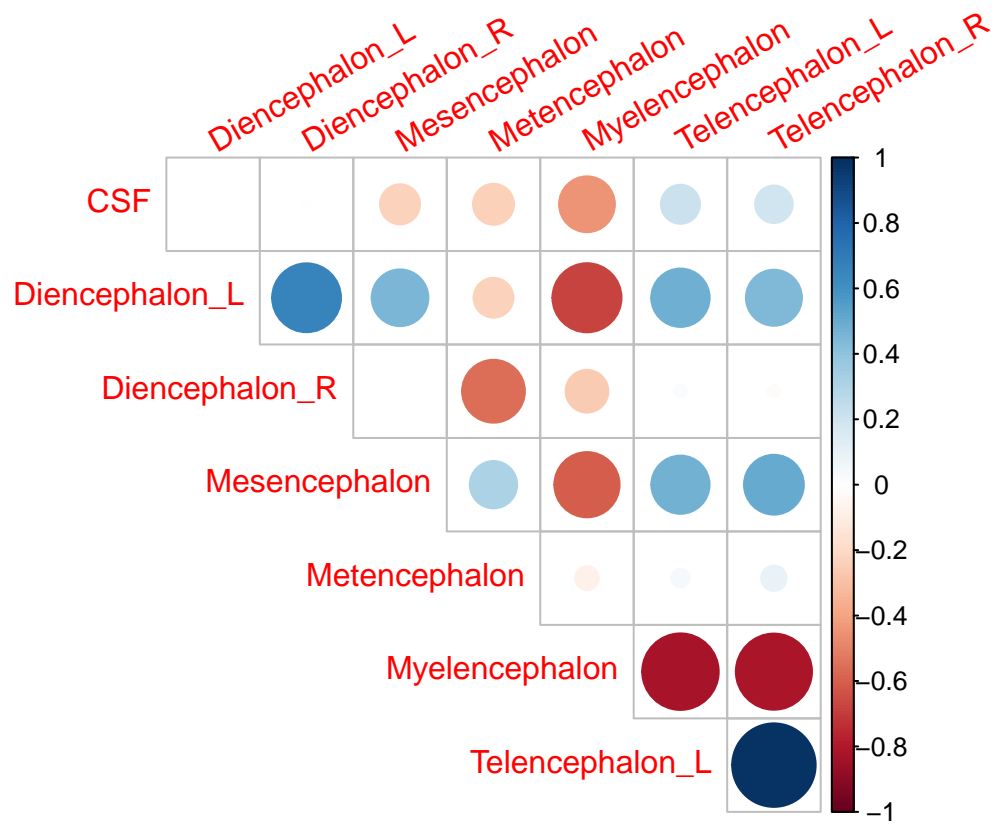 Diencephalon_L
Diencephalon_R
Mesencephalon
Metencephalon
Myelencephalon
Telencephalon_L
Telencephalon_R
CSF
Diencephalon_L
Diencephalon_R
Mesencephalon
Metencephalon
Myelencephalon
Telencephalon_L
1
0.8
0.6
0.4
0.2
0
−0.2
−0.4
−0.6
−0.8
−1